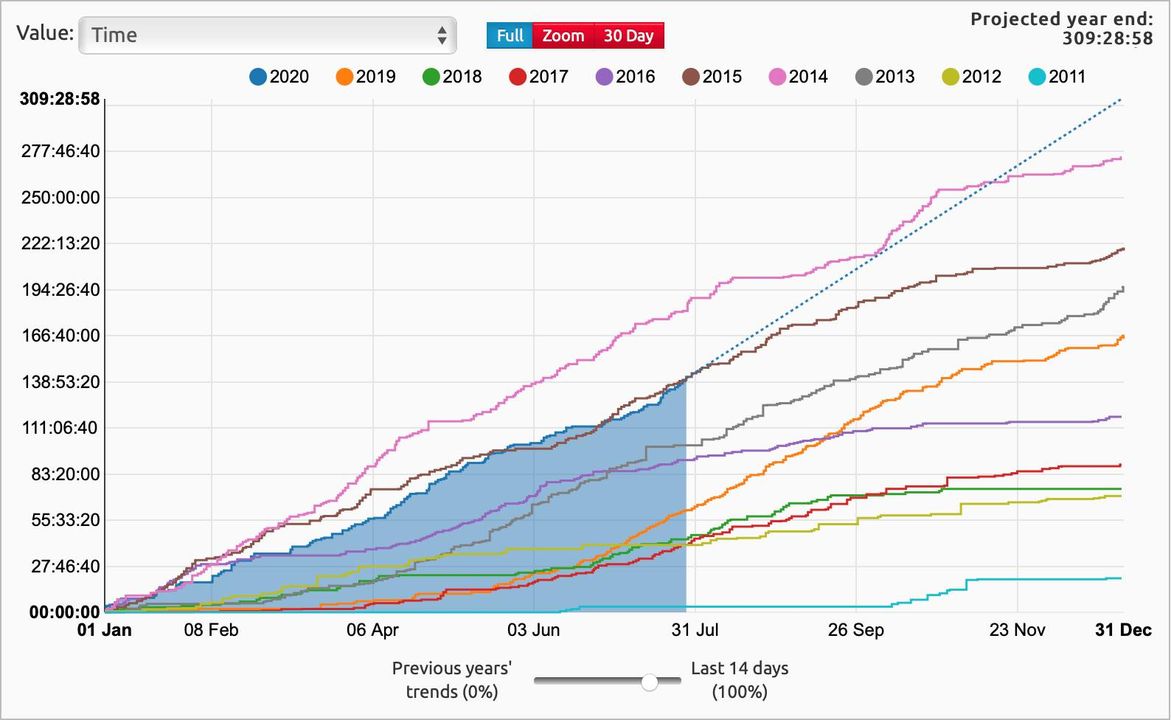 Value: Time Full Zoom 30 Day Projected year end:
309:28:58
2020 2019 2018 2017 2016 2015 2014 2013 2012 2011
309:28:58
277:46:40
250:00:00
222:13:20
194:26:40
166:40:00
138:53:20
111:06:40
83:20:00
55:33:20
27:46:40
00:00:00
01 Jan 08 Feb 06 Apr 03 Jun 31 Jul 26 Sep 23 Nov 31 Dec
Previous years' Last 14 days
trends (0%) (100%)